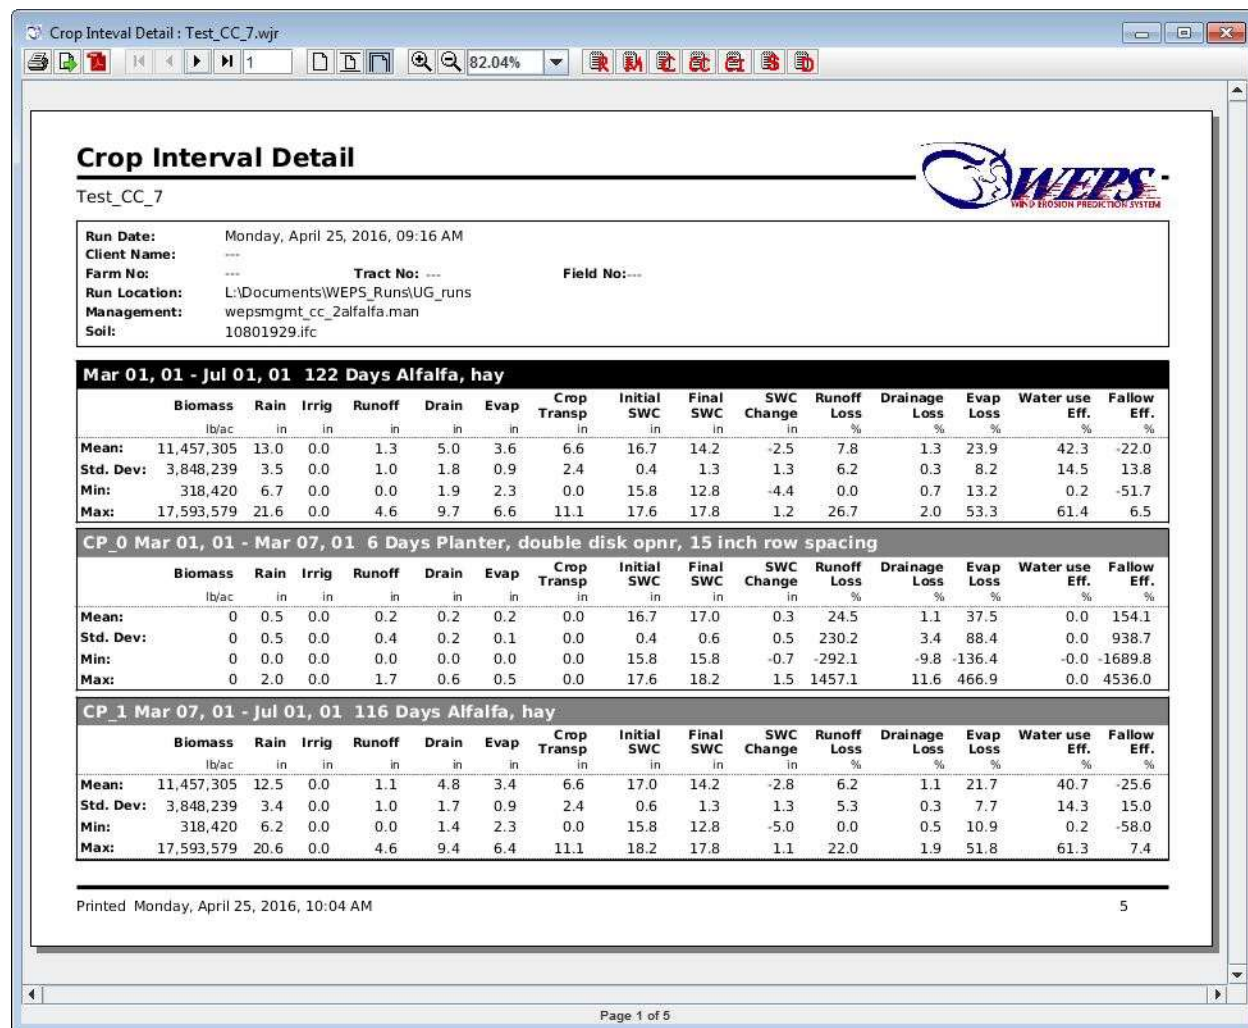 Crop Inteval Detail : Test_CC_7.wjr
1 82.04% R M C CC CI S D
Crop Interval Detail
WEPS
WIND EROSION PREDICTION SYSTEM
Test_CC_7
Run Date: Monday, April 25, 2016, 09:16 AM
Client Name: ---
Farm No: --- Tract No: --- Field No:---
Run Location: L:\Documents\WEPS_Runs\UG_runs
Management: wepsmgmt_cc_2alfalfa.man
Soil: 10801929.ifc
Mar 01, 01 - Jul 01, 01 122 Days Alfalfa, hay
Biomass Rain Irrig Runoff Drain Evap Crop Transp Initial SWC Final SWC SWC Change Runoff Loss Drainage Loss Evap Loss Water use Eff. Fallow Eff.
lb/ac in in in in in in in in in % % % % %
Mean: 11,457,305 13.0 0.0 1.3 5.0 3.6 6.6 16.7 14.2 -2.5 7.8 1.3 23.9 42.3 -22.0
Std. Dev: 3,848,239 3.5 0.0 1.0 1.8 0.9 2.4 0.4 1.3 1.3 6.2 0.3 8.2 14.5 13.8
Min: 318,420 6.7 0.0 0.0 1.9 2.3 0.0 15.8 12.8 -4.4 0.0 0.7 13.2 0.2 -51.7
Max: 17,593,579 21.6 0.0 4.6 9.7 6.6 11.1 17.6 17.8 1.2 26.7 2.0 53.3 61.4 6.5
CP_0 Mar 01, 01 - Mar 07, 01 6 Days Planter, double disk opnr, 15 inch row spacing
Biomass Rain Irrig Runoff Drain Evap Crop Transp Initial SWC Final SWC SWC Change Runoff Loss Drainage Loss Evap Loss Water use Eff. Fallow Eff.
lb/ac in in in in in in in in in % % % % %
Mean: 0 0.5 0.0 0.2 0.2 0.2 0.0 16.7 17.0 0.3 24.5 1.1 37.5 0.0 154.1
Std. Dev: 0 0.5 0.0 0.4 0.2 0.1 0.0 0.4 0.6 0.5 230.2 3.4 88.4 0.0 938.7
Min: 0 0.0 0.0 0.0 0.0 0.0 0.0 15.8 15.8 -0.7 -292.1 -9.8 -136.4 -0.0 -1689.8
Max: 0 2.0 0.0 1.7 0.6 0.5 0.0 17.6 18.2 1.5 1457.1 11.6 466.9 0.0 4536.0
CP_1 Mar 07, 01 - Jul 01, 01 116 Days Alfalfa, hay
Biomass Rain Irrig Runoff Drain Evap Crop Transp Initial SWC Final SWC SWC Change Runoff Loss Drainage Loss Evap Loss Water use Eff. Fallow Eff.
lb/ac in in in in in in in in in % % % % %
Mean: 11,457,305 12.5 0.0 1.1 4.8 3.4 6.6 17.0 14.2 -2.8 6.2 1.1 21.7 40.7 -25.6
Std. Dev: 3,848,239 3.4 0.0 1.0 1.7 0.9 2.4 0.6 1.3 1.3 5.3 0.3 7.7 14.3 15.0
Min: 318,420 6.2 0.0 0.0 1.4 2.3 0.0 15.8 12.8 -5.0 0.0 0.5 10.9 0.2 -58.0
Max: 17,593,579 20.6 0.0 4.6 9.4 6.4 11.1 18.2 17.8 1.1 22.0 1.9 51.8 61.3 7.4
Printed Monday, April 25, 2016, 10:04 AM 5
Page 1 of 5